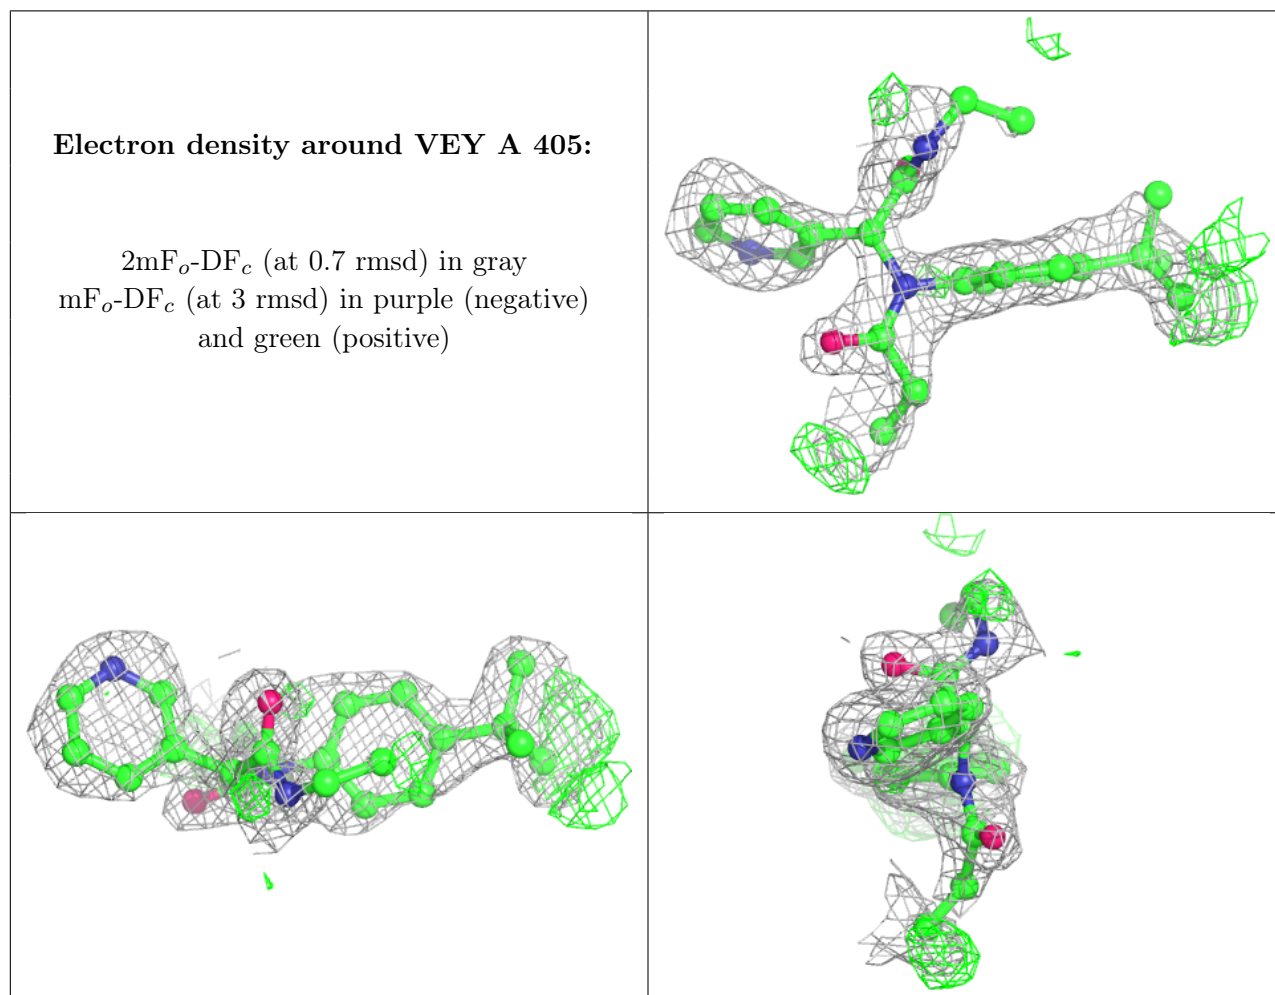 Electron density around VEY A 405:
2mFo-DFc (at 0.7 rmsd) in gray
mFo-DFc (at 3 rmsd) in purple (negative)
and green (positive)